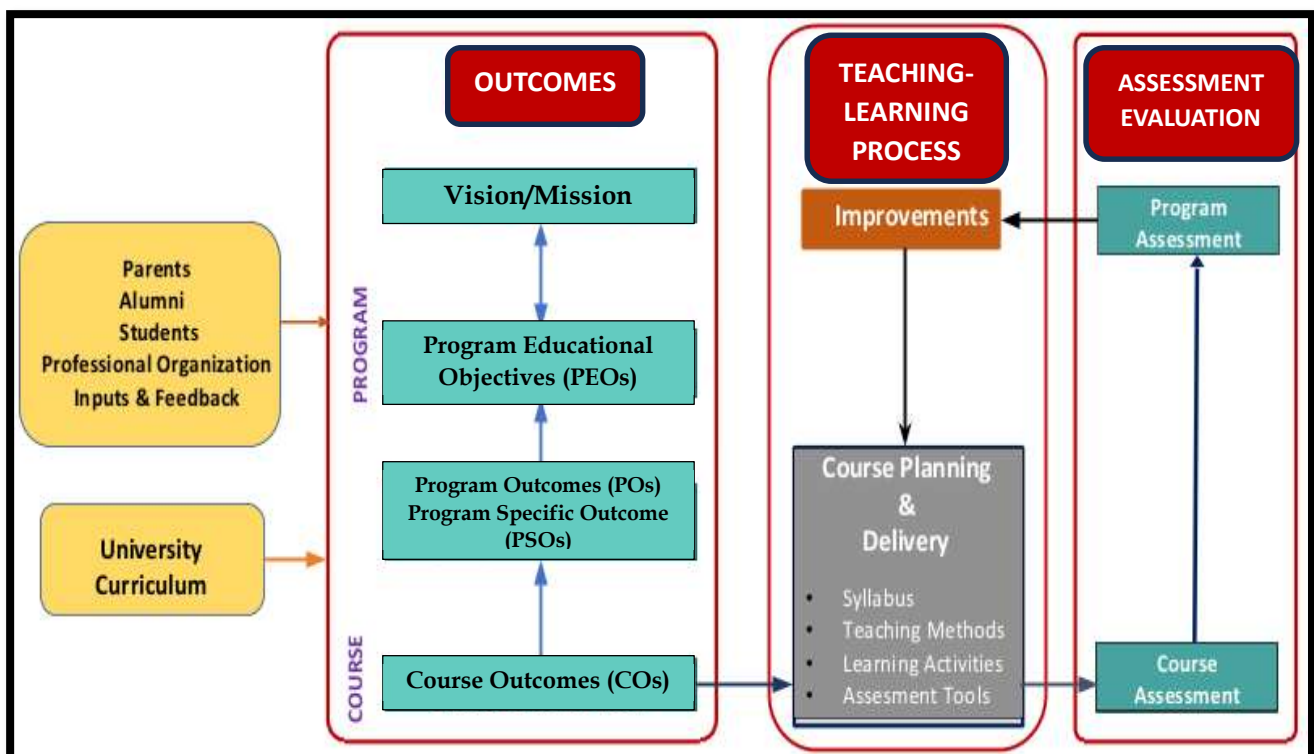 OUTCOMES
TEACHING-
LEARNING
PROCESS
ASSESSMENT
EVALUATION
Parents
Alumni
Students
Professional Organization
Inputs & Feedback
University
Curriculum
PROGRAM
COURSE
Vision/Mission
Program Educational
Objectives (PEOs)
Program Outcomes (POs)
Program Specific Outcome
(PSOs)
Course Outcomes (COs)
Improvements
Course Planning
&
Delivery
• Syllabus
• Teaching Methods
• Learning Activities
• Assesment Tools
Program
Assessment
Course
Assessment